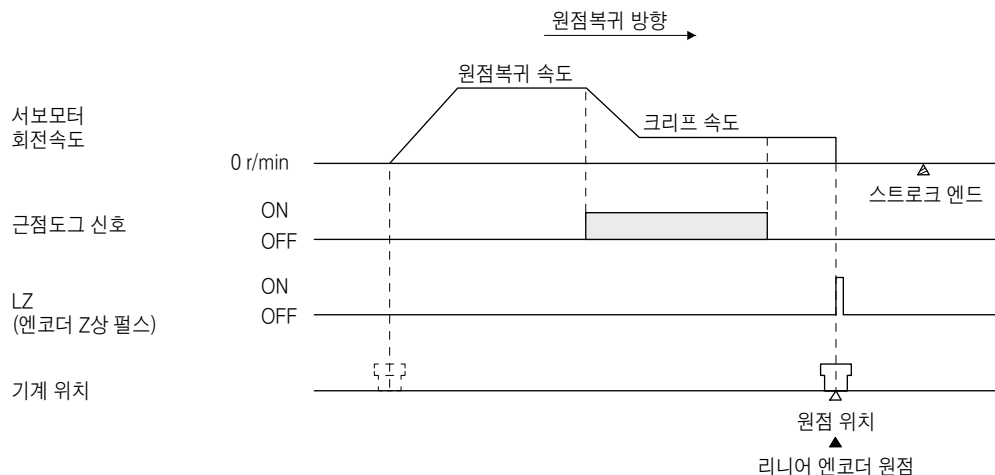 원점복귀 방향
원점복귀 속도
서보모터
회전속도
크리프 속도
0 r/min
스트로크 엔드
근점도그 신호
ON
OFF
LZ
(엔코더 Z상 펄스)
ON
OFF
기계 위치
원점 위치
리니어 엔코더 원점